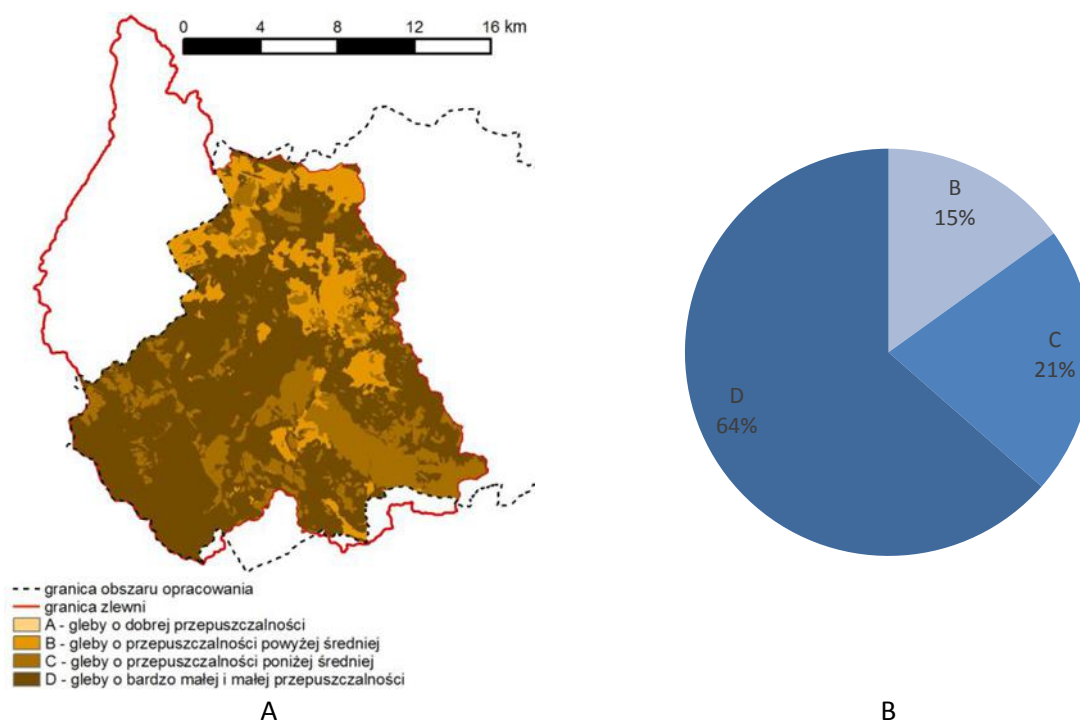 0 4 8 12 16 km
granica obszaru opracowania
granica zlewni
A - gleby o dobrej przepuszczalności
B - gleby o przepuszczalności powyżej średniej
C - gleby o przepuszczalności poniżej średniej
D - gleby o bardzo małej i małej przepuszczalności
A
B
15%
C
21%
D
64%
B